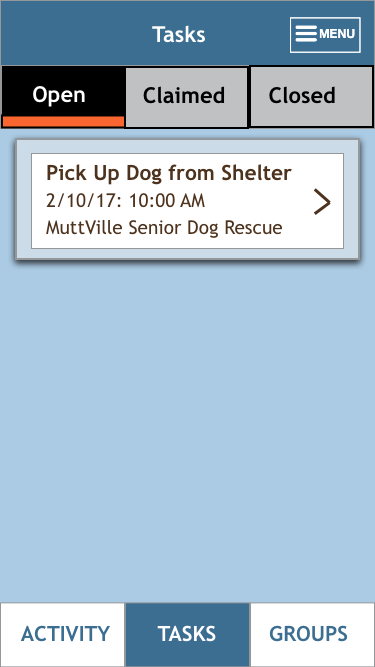 Tasks
MENU
Open
Claimed
Closed
Pick Up Dog from Shelter
2/10/17: 10:00 AM
MuttVille Senior Dog Rescue
ACTIVITY
TASKS
GROUPS